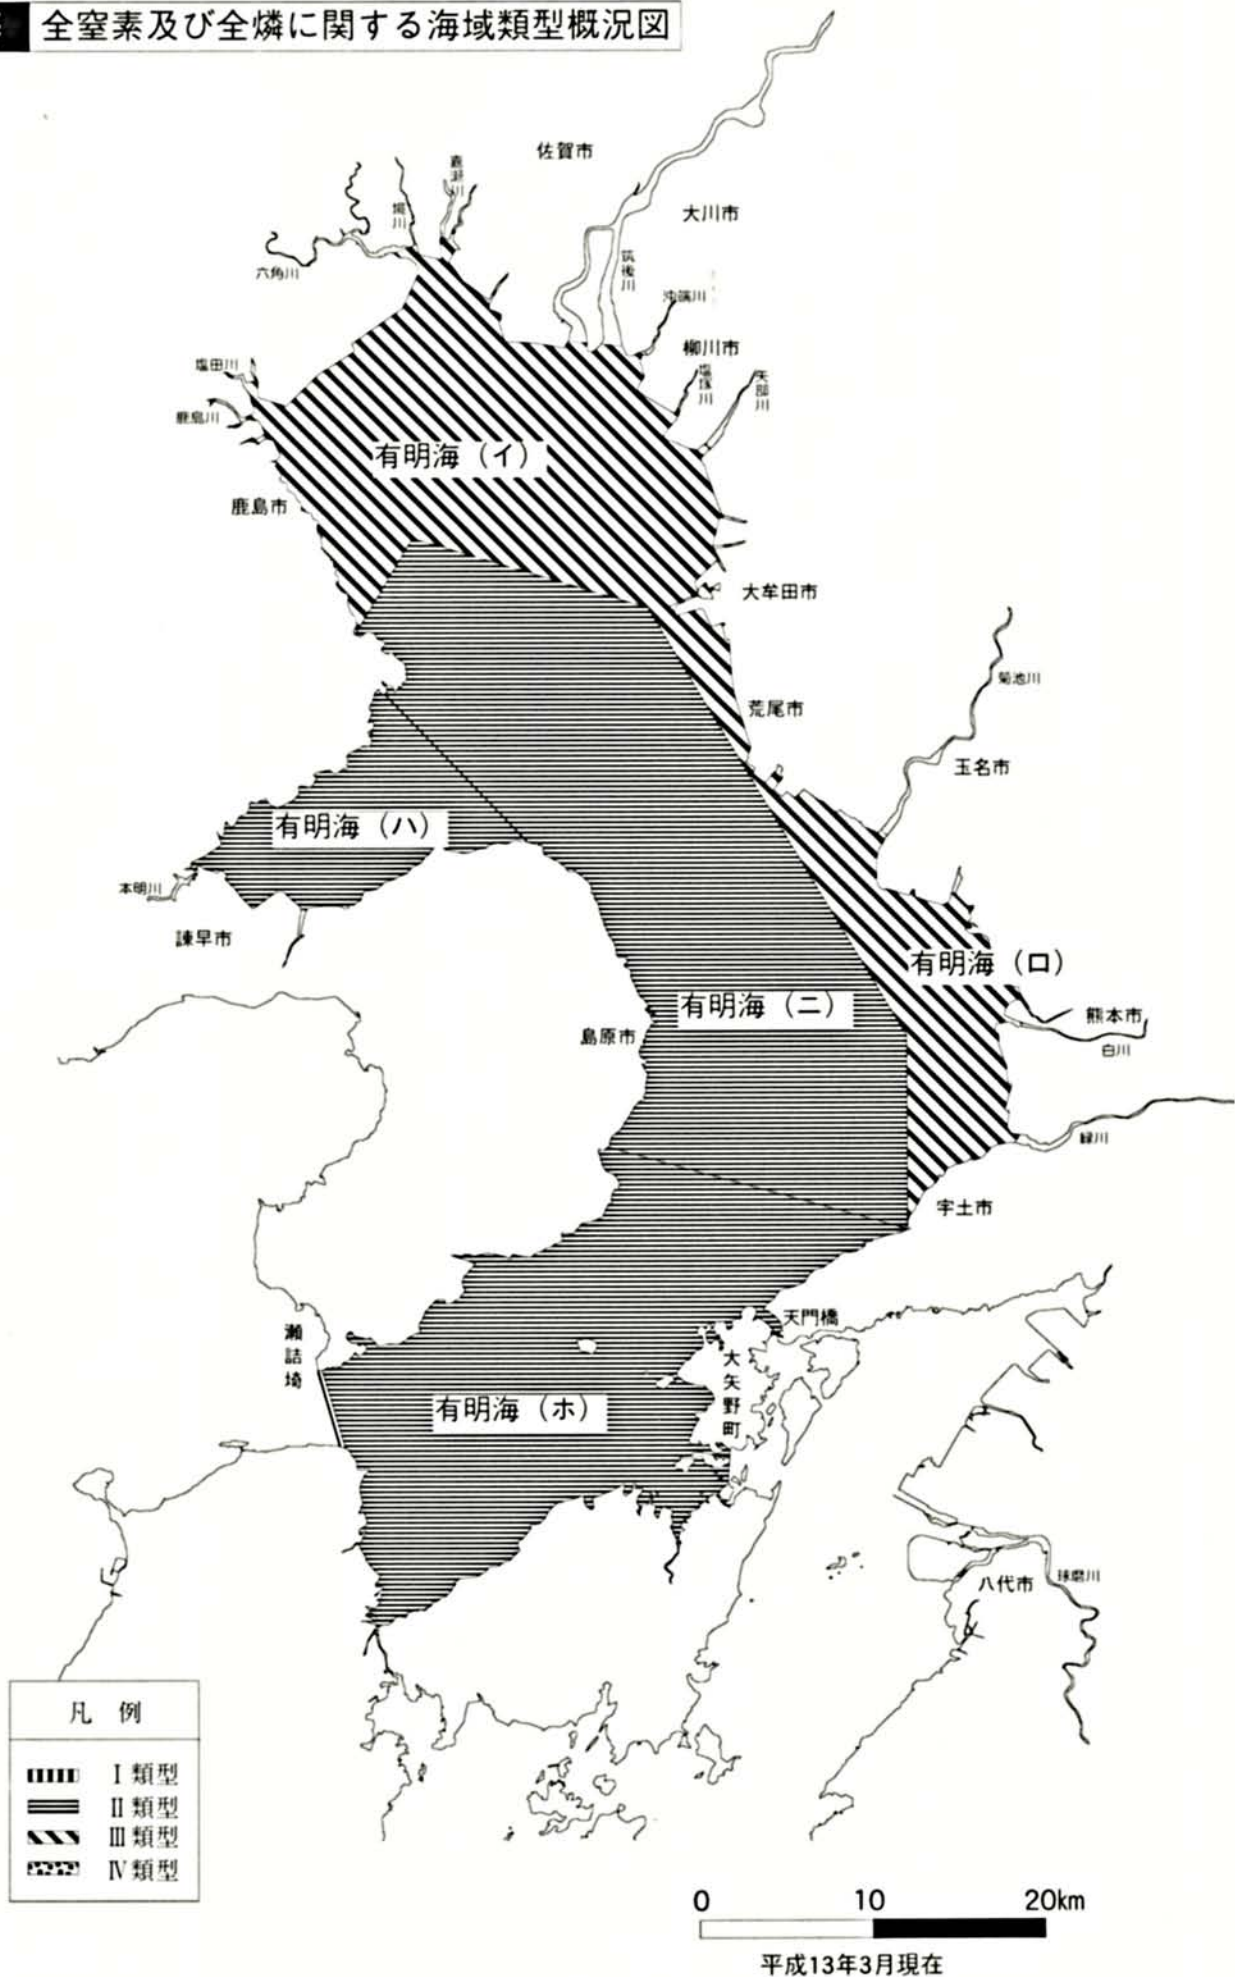 全窒素及び全燐に関する海域類型概況図
佐賀市
嘉瀬川
大川市
六角川
筑後川
沖端川
柳川市
塩塚川
矢部川
塩田川
鹿島川
有明海（イ）
鹿島市
大牟田市
菊池川
荒尾市
玉名市
有明海（ハ）
本明川
諫早市
有明海（ロ）
有明海（ニ）
熊本市
島原市
白川
緑川
宇土市
天門橋
瀬詰埼
大矢野町
有明海（ホ）
八代市
球磨川
凡 例
Ⅰ類型
Ⅱ類型
Ⅲ類型
Ⅳ類型
0 10 20km
平成13年3月現在